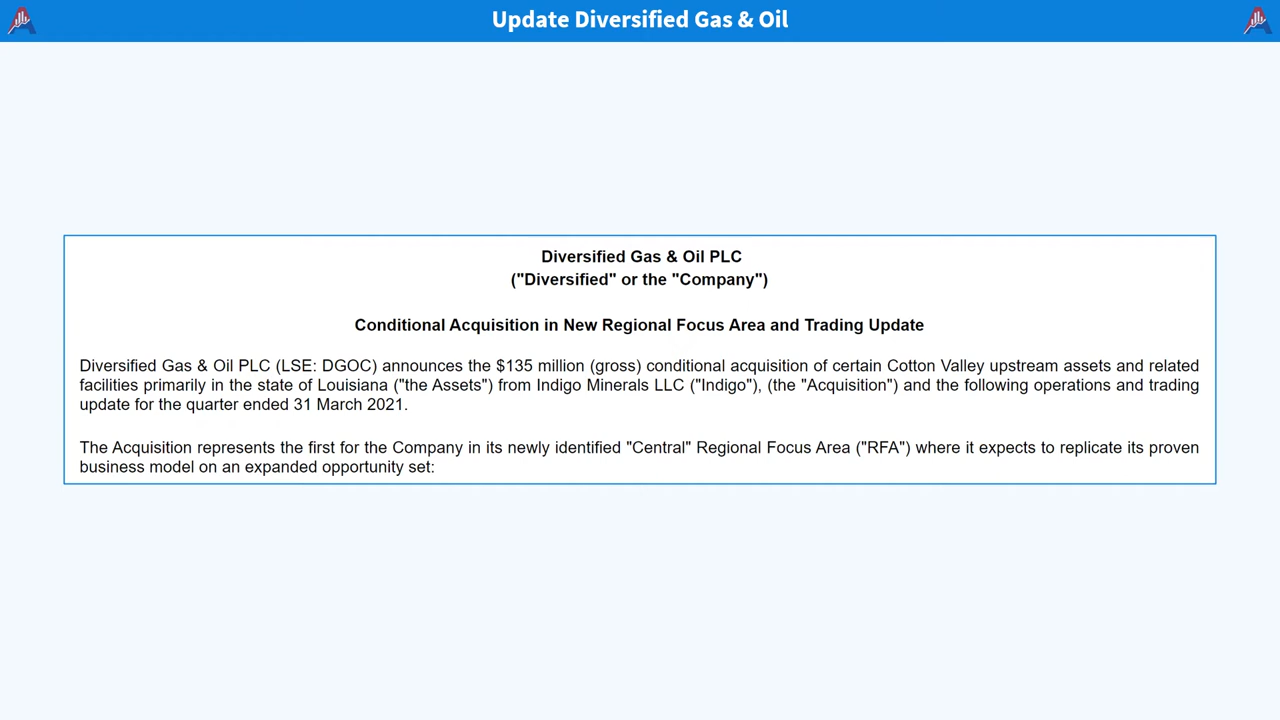 Update Diversified Gas & Oil
Diversified Gas & Oil PLC
("Diversified" or the "Company")
Conditional Acquisition in New Regional Focus Area and Trading Update
Diversified Gas & Oil PLC (LSE: DGOC) announces the $135 million (gross) conditional acquisition of certain Cotton Valley upstream assets and related
facilities primarily in the state of Louisiana ("the Assets") from Indigo Minerals LLC ("Indigo"), (the "Acquisition") and the following operations and trading
update for the quarter ended 31 March 2021.
The Acquisition represents the first for the Company in its newly identified "Central" Regional Focus Area ("RFA") where it expects to replicate its proven
business model on an expanded opportunity set: